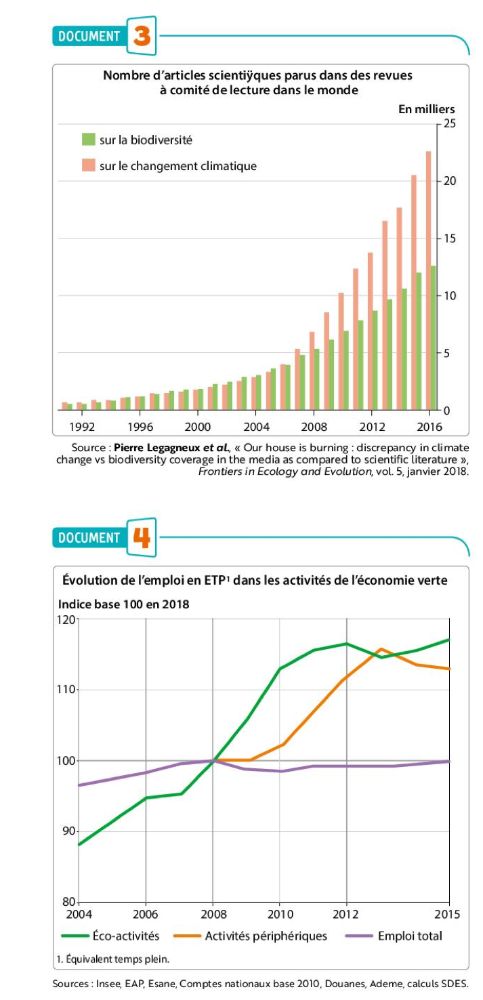 DOCUMENT 3
Nombre d'articles scientiÿques parus dans des revues
à comité de lecture dans le monde
En milliers
25
sur la biodiversité
sur le changement climatique
20
15
10
5
0
1992 1996 2000 2004 2008 2012 2016
Source : Pierre Legagneux et al., « Our house is burning : discrepancy in climate
change vs biodiversity coverage in the media as compared to scientific literature »,
Frontiers in Ecology and Evolution, vol. 5, janvier 2018.
DOCUMENT 4
Évolution de l'emploi en ETP¹ dans les activités de l'économie verte
Indice base 100 en 2018
120
110
100
90
80
2004 2006 2008 2010 2012 2015
Éco-activités Activités périphériques Emploi total
1. Équivalent temps plein.
Sources : Insee, EAP, Esane, Comptes nationaux base 2010, Douanes, Ademe, calculs SDES.